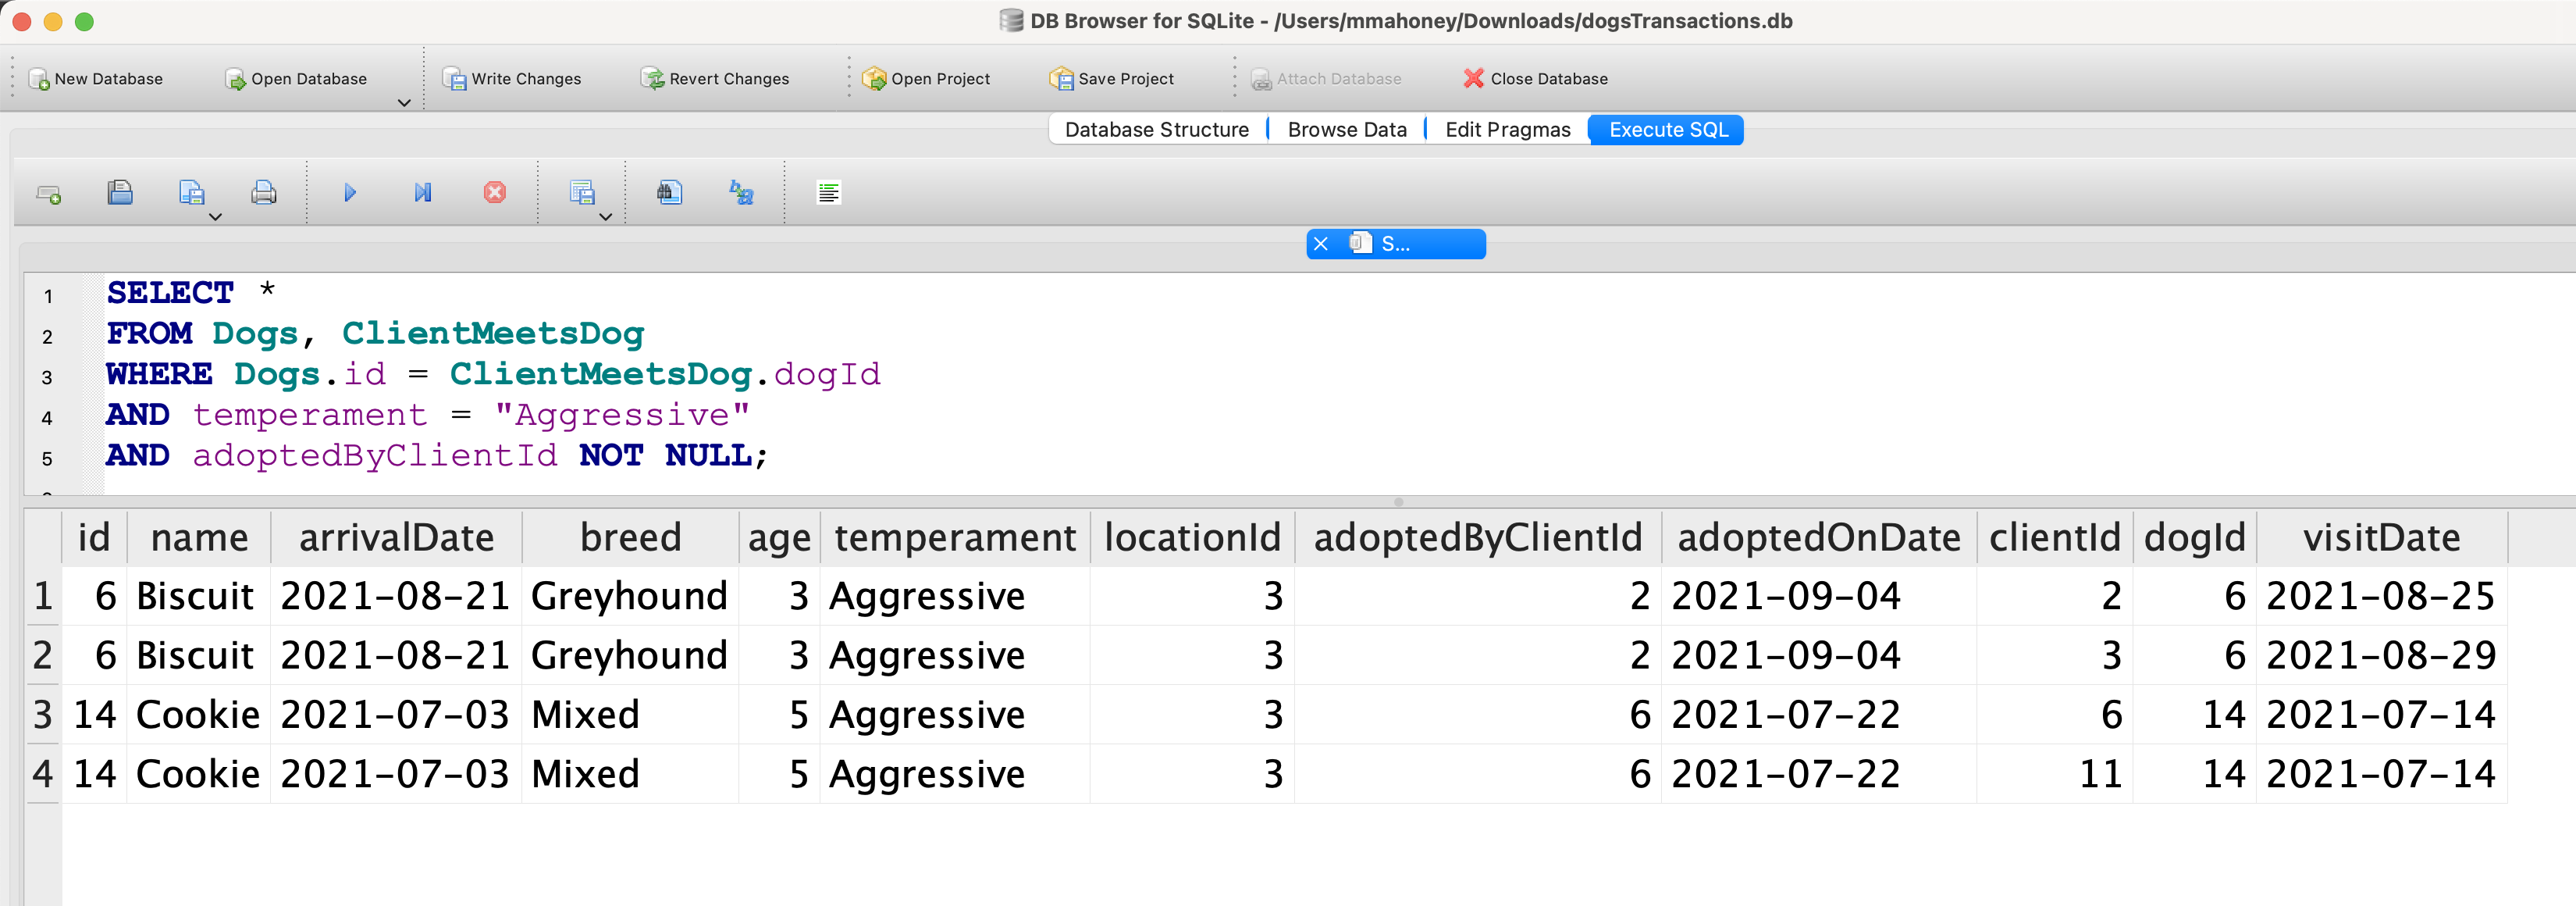 DB Browser for SQLite - /Users/mmahoney/Downloads/dogsTransactions.db
New Database Open Database Write Changes Revert Changes Open Project Save Project Attach Database Close Database
Database Structure Browse Data Edit Pragmas Execute SQL
S...
1 SELECT *
2 FROM Dogs, ClientMeetsDog
3 WHERE Dogs.id = ClientMeetsDog.dogId
4 AND temperament = "Aggressive"
5 AND adoptedByClientId NOT NULL;
id name arrivalDate breed age temperament locationId adoptedByClientId adoptedOnDate clientId dogId visitDate
1 6 Biscuit 2021-08-21 Greyhound 3 Aggressive 3 2 2021-09-04 2 6 2021-08-25
2 6 Biscuit 2021-08-21 Greyhound 3 Aggressive 3 2 2021-09-04 3 6 2021-08-29
3 14 Cookie 2021-07-03 Mixed 5 Aggressive 3 6 2021-07-22 6 14 2021-07-14
4 14 Cookie 2021-07-03 Mixed 5 Aggressive 3 6 2021-07-22 11 14 2021-07-14